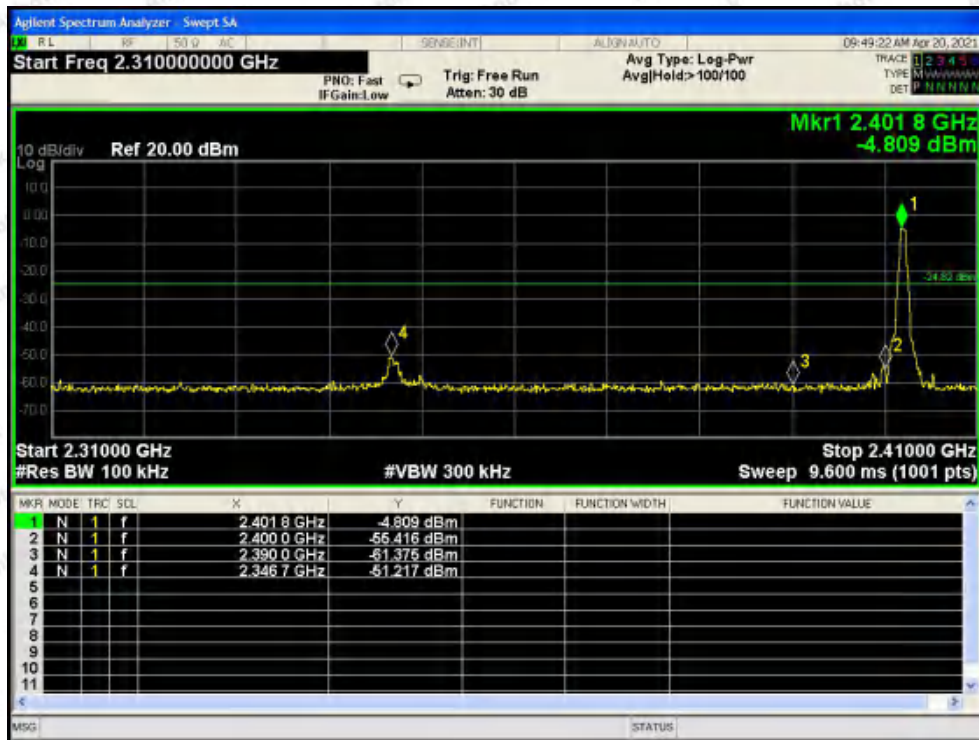 Agilent Spectrum Analyzer - Swept SA
RL RF 50 Ω AC SENSE:INT ALIGN AUTO 09:49:22 AM Apr 20, 2021
Start Freq 2.310000000 GHz
PNO: Fast
IFGain:Low
Trig: Free Run
Atten: 30 dB
Avg Type: Log-Pwr
Avg|Hold:>100/100
TRACE 1 2 3 4 5 6
TYPE M
DET P N N N N N
Mkr1 2.401 8 GHz
-4.809 dBm
10 dB/div Ref 20.00 dBm
Log
10.0
0.00
-10.0
-20.0
-30.0
-40.0
-50.0
-60.0
-70.0
1
-24.82 dBm
4
3
2
Start 2.31000 GHz Stop 2.41000 GHz
#Res BW 100 kHz #VBW 300 kHz Sweep 9.600 ms (1001 pts)
MKR MODE TRC SCL X Y FUNCTION FUNCTION WIDTH FUNCTION VALUE
1 N 1 f 2.401 8 GHz -4.809 dBm
2 N 1 f 2.400 0 GHz -55.416 dBm
3 N 1 f 2.390 0 GHz -61.375 dBm
4 N 1 f 2.346 7 GHz -51.217 dBm
5
6
7
8
9
10
11
MSG STATUS